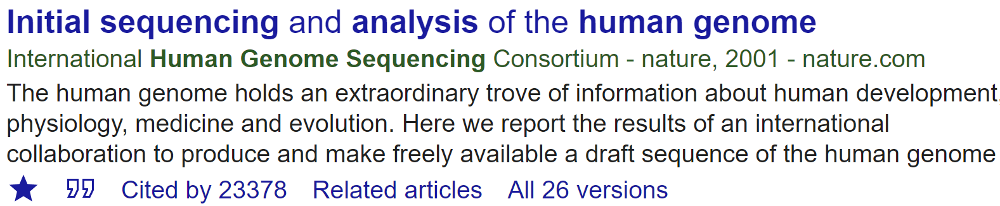 Initial sequencing and analysis of the human genome
International Human Genome Sequencing Consortium - nature, 2001 - nature.com
The human genome holds an extraordinary trove of information about human development,
physiology, medicine and evolution. Here we report the results of an international
collaboration to produce and make freely available a draft sequence of the human genome
Cited by 23378 Related articles All 26 versions